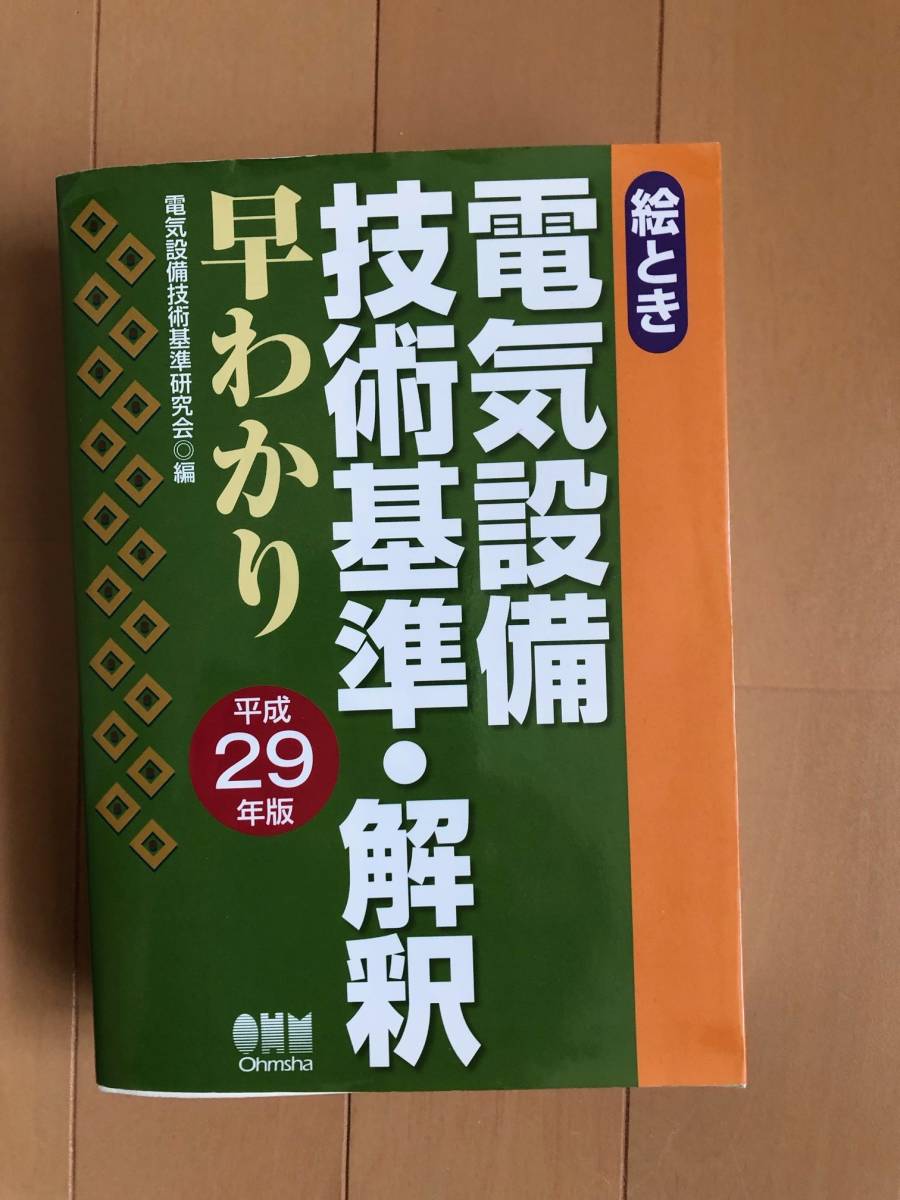 絵とき
電気設備
技術基準・解釈
早わかり
平成
29
年版
電気設備技術基準研究会◎編
OHM
Ohmsha